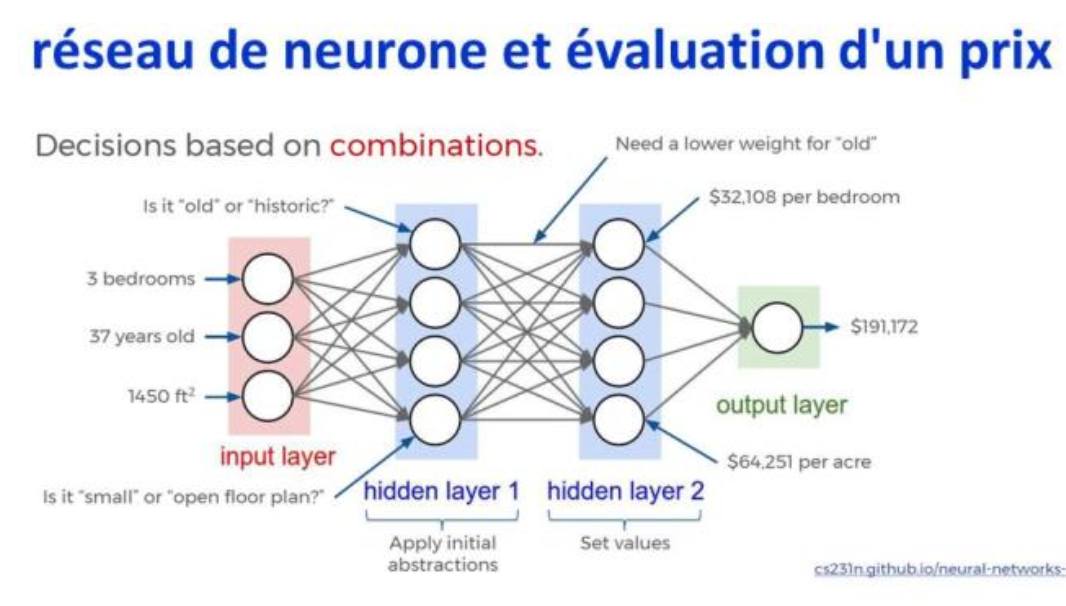 réseau de neurone et évaluation d'un prix
Decisions based on combinations.
Need a lower weight for "old"
Is it "old" or "historic?"
$32,108 per bedroom
3 bedrooms
37 years old
1450 ft²
$191,172
output layer
input layer
$64,251 per acre
Is it "small" or "open floor plan?"
hidden layer 1
hidden layer 2
Apply initial
abstractions
Set values
cs231n.github.io/neural-networks-